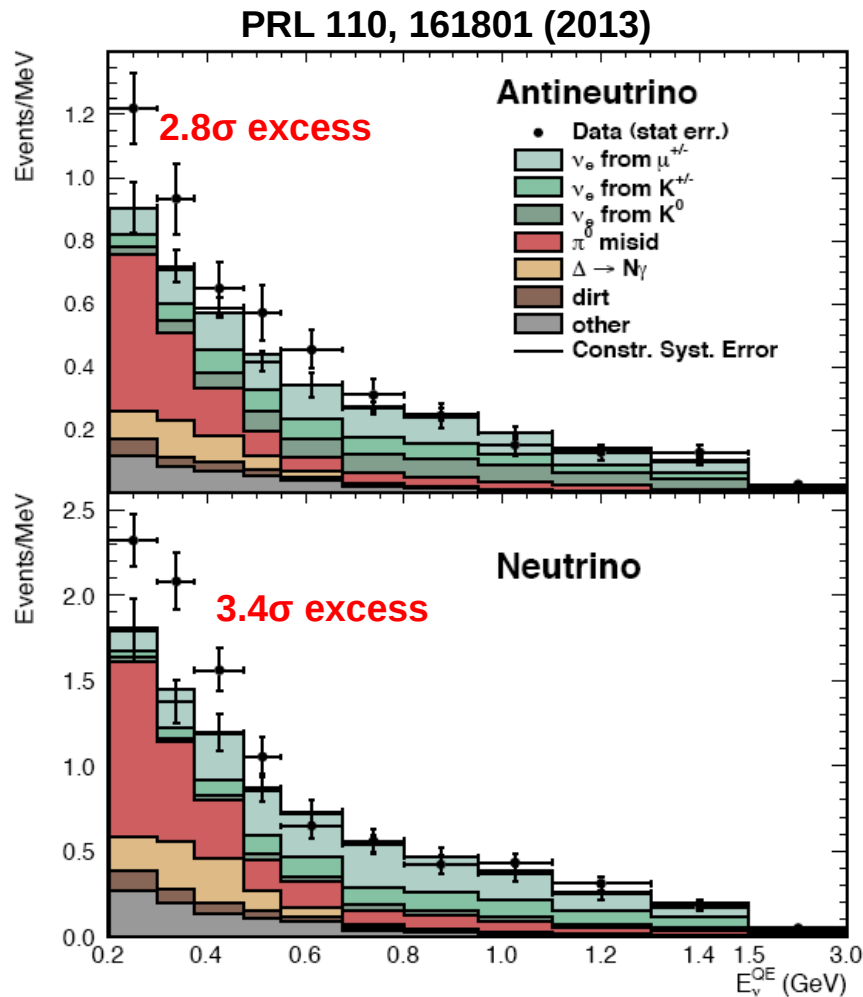 PRL 110, 161801 (2013)
Events/MeV
1.2
1.0
0.8
0.6
0.4
0.2
2.8σ excess
Antineutrino
Data (stat err.)
νe from μ+/-
νe from K+/-
νe from K0
π0 misid
Δ → Nγ
dirt
other
Constr. Syst. Error
Events/MeV
2.5
2.0
1.5
1.0
0.5
0.0
3.4σ excess
Neutrino
0.2 0.4 0.6 0.8 1.0 1.2 1.4 1.5 3.0
EνQE (GeV)